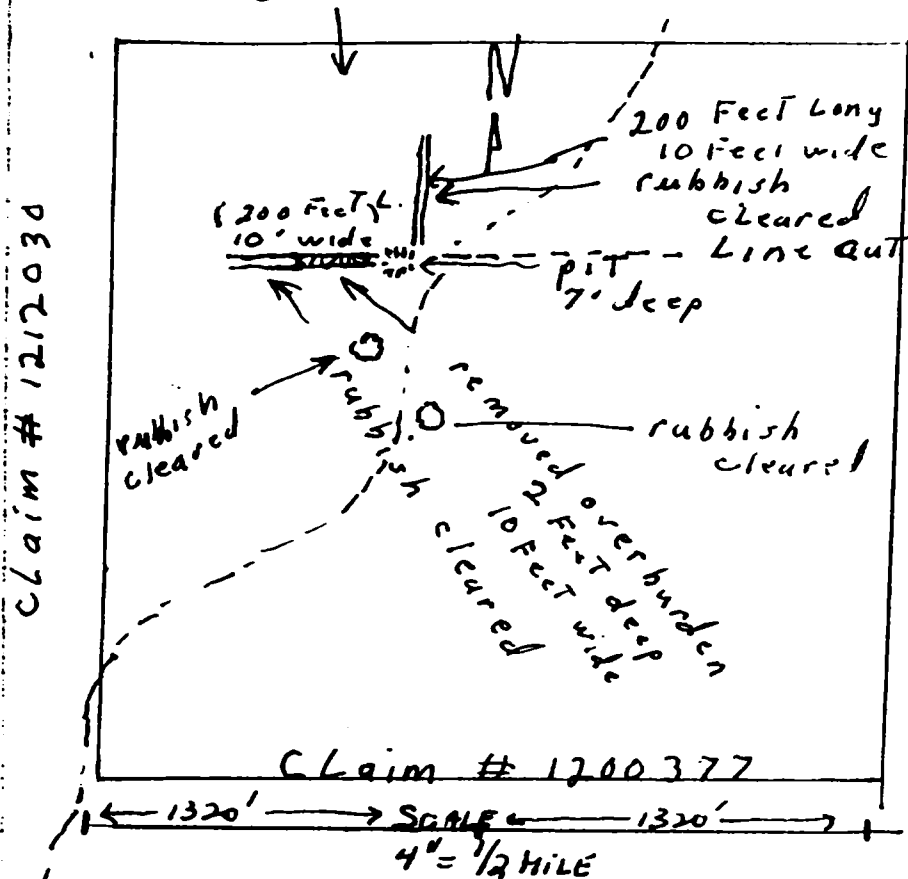 N
200 Feet Long
10 Feet wide
rubbish
cleared
Line Out
(200 Feet) L.
10' wide
pit
7' deep
Claim # 1212030
rubbish
cleared
rubbish cleared
removed overburden
2 Feet deep
10 Feet wide
rubbish
cleared
Claim # 1200377
1320' SCALE 1320'
4" = 1/2 MILE